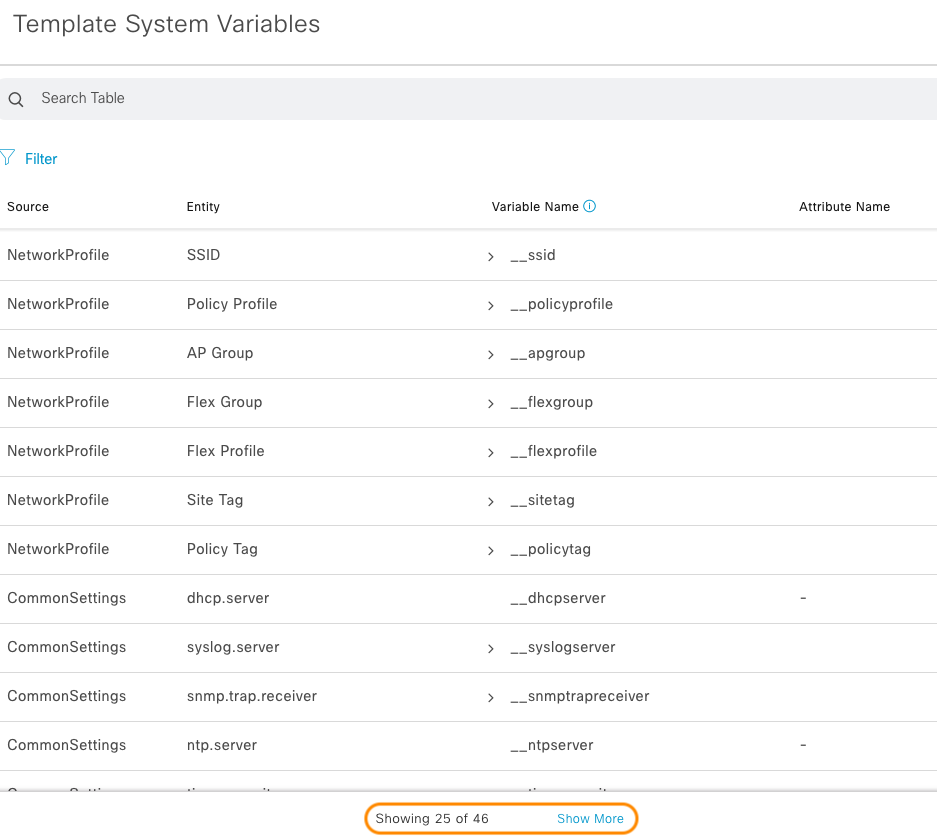 Template System Variables
Search Table
Filter
Source Entity Variable Name Attribute Name
NetworkProfile SSID __ssid
NetworkProfile Policy Profile __policyprofile
NetworkProfile AP Group __apgroup
NetworkProfile Flex Group __flexgroup
NetworkProfile Flex Profile __flexprofile
NetworkProfile Site Tag __sitetag
NetworkProfile Policy Tag __policytag
CommonSettings dhcp.server __dhcpserver -
CommonSettings syslog.server __syslogserver
CommonSettings snmp.trap.receiver __snmptrapreceiver
CommonSettings ntp.server __ntpserver -
Showing 25 of 46 Show More